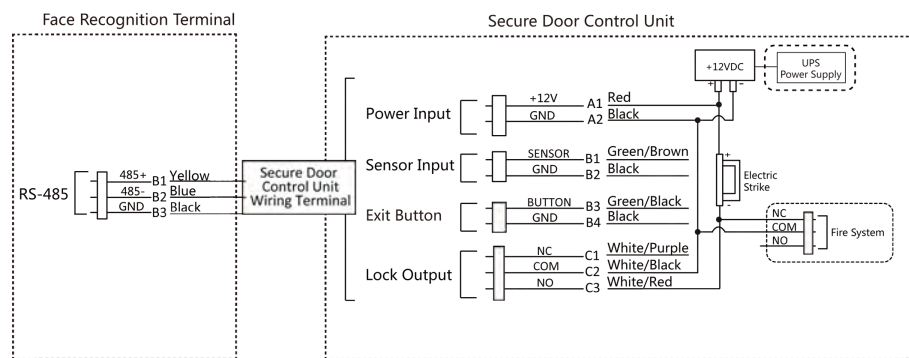 Face Recognition Terminal
Secure Door Control Unit
RS-485
485+ B1 Yellow
485- B2 Blue
GND B3 Black
Secure Door
Control Unit
Wiring Terminal
Power Input
+12V A1 Red
GND A2 Black
Sensor Input
SENSOR B1 Green/Brown
GND B2 Black
Exit Button
BUTTON B3 Green/Black
GND B4 Black
Lock Output
NC C1 White/Purple
COM C2 White/Black
NO C3 White/Red
+12VDC
+ -
UPS
Power Supply
+
Electric
Strike
-
NC
COM
NO
Fire System